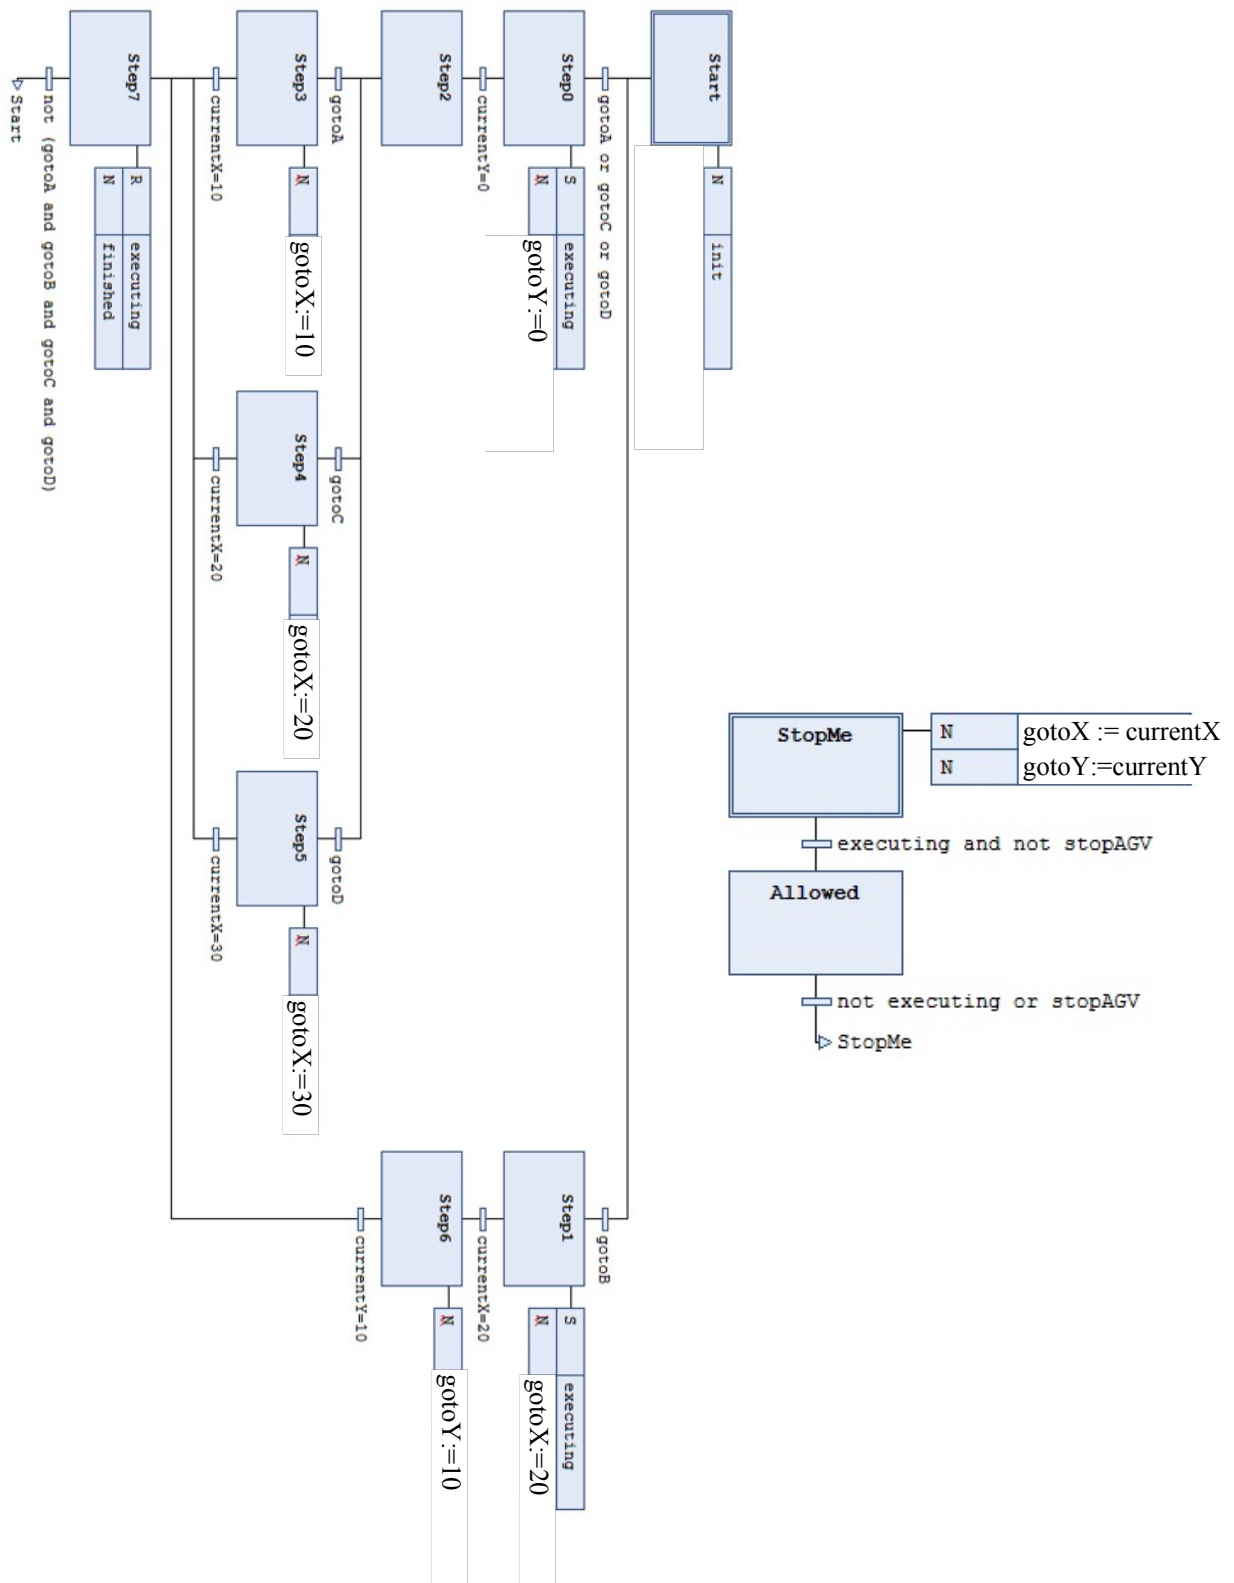 Start
N
init
gotoA or gotoC or gotoD
Step0
S
executing
N
gotoY:=0
currentY=0
Step2
gotoA
Step3
N
gotoX:=10
currentX=10
gotoC
Step4
N
gotoX:=20
currentX=20
gotoD
Step5
N
gotoX:=30
currentX=30
gotoB
Step1
S
executing
N
gotoX:=20
currentX=20
Step6
N
gotoY:=10
currentY=10
Step7
R
executing
N
finished
not (gotoA and gotoB and gotoC and gotoD)
Start
StopMe
N
gotoX := currentX
N
gotoY:=currentY
executing and not stopAGV
Allowed
not executing or stopAGV
StopMe